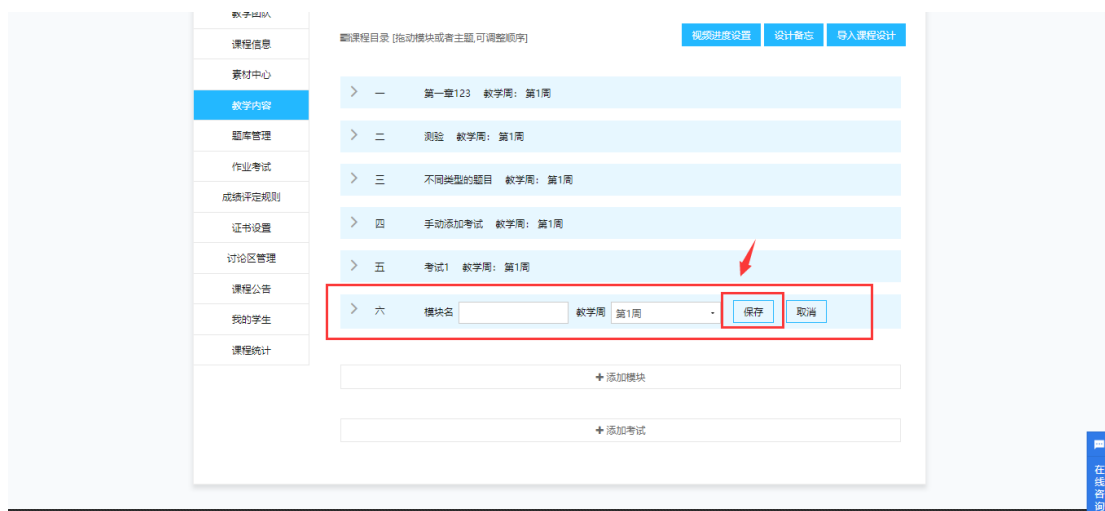 教学团队
课程信息
素材中心
教学内容
题库管理
作业考试
成绩评定规则
证书设置
讨论区管理
课程公告
我的学生
课程统计
课程目录 [拖动模块或者主题,可调整顺序]
视频进度设置 设计备忘 导入课程设计
一 第一章123 教学周: 第1周
二 测验 教学周: 第1周
三 不同类型的题目 教学周: 第1周
四 手动添加考试 教学周: 第1周
五 考试1 教学周: 第1周
六 模块名 教学周 第1周 保存 取消
+ 添加模块
+ 添加考试
在线咨询